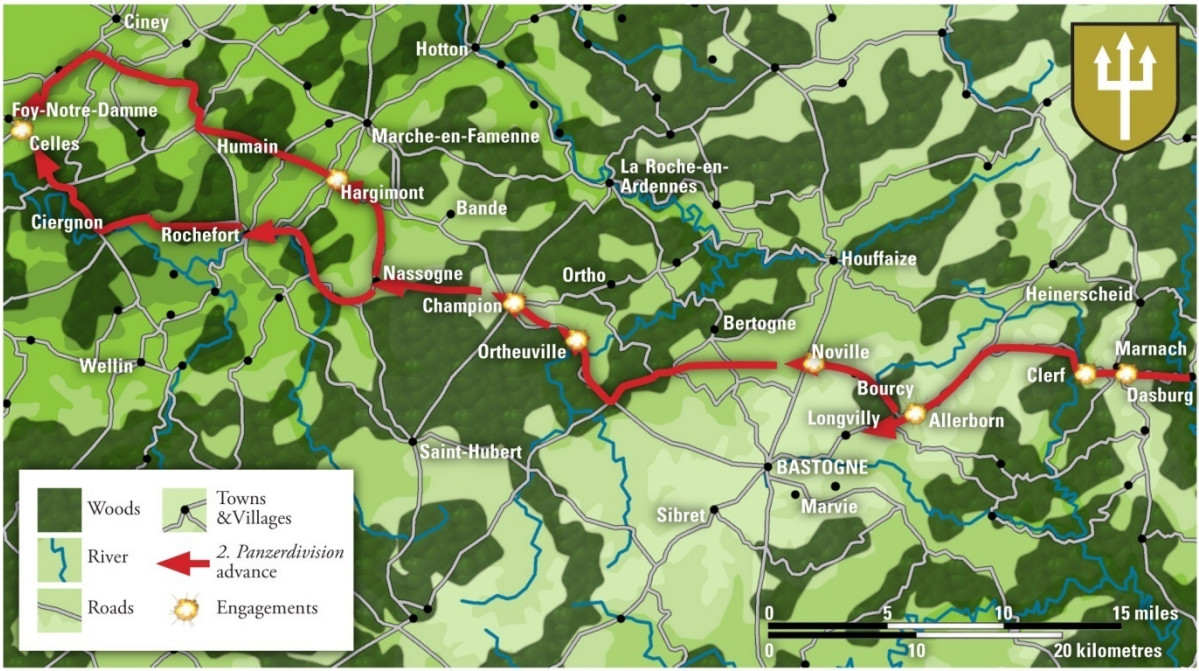 Ciney
Hotton
Foy-Notre-Damme
Celles
Humain
Marche-en-Famenne
Hargimont
La Roche-en-
Ardennes
Bande
Ciergnon
Rochefort
Houffaize
Nassogne
Ortho
Champion
Heinerscheid
Bertogne
Ortheuville
Noville
Marnach
Wellin
Bourcy
Clerf
Dasburg
Longvilly
Allerborn
Saint-Hubert
BASTOGNE
Marvie
Sibret
Woods
Towns
&Villages
River
2. Panzerdivision
advance
Roads
Engagements
0 5 10 15 miles
0 10 20 kilometres